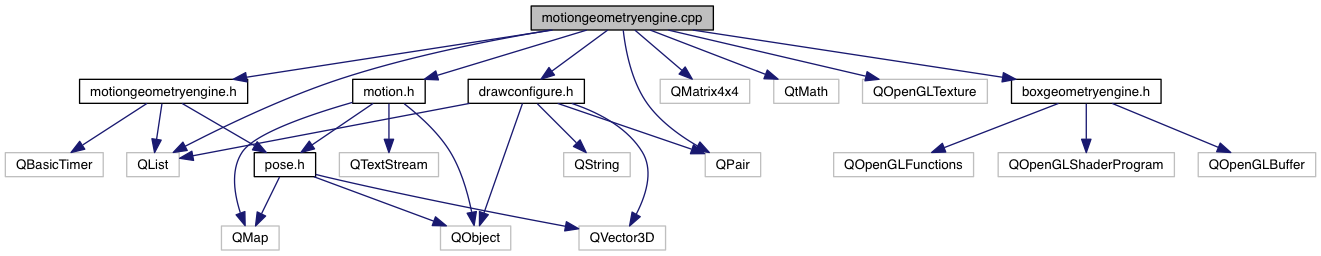 motiongeometryengine.cpp
motiongeometryengine.h
motion.h
drawconfigure.h
QMatrix4x4
QtMath
QOpenGLTexture
boxgeometryengine.h
QBasicTimer
QList
pose.h
QTextStream
QString
QPair
QOpenGLFunctions
QOpenGLShaderProgram
QOpenGLBuffer
QMap
QObject
QVector3D